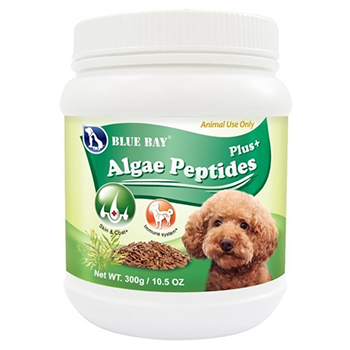 Animal Use Only
BLUE BAY®
Plus+
Algae Peptides
Skin & Coat+
Immune system+
Net WT. 300g / 10.5 OZ